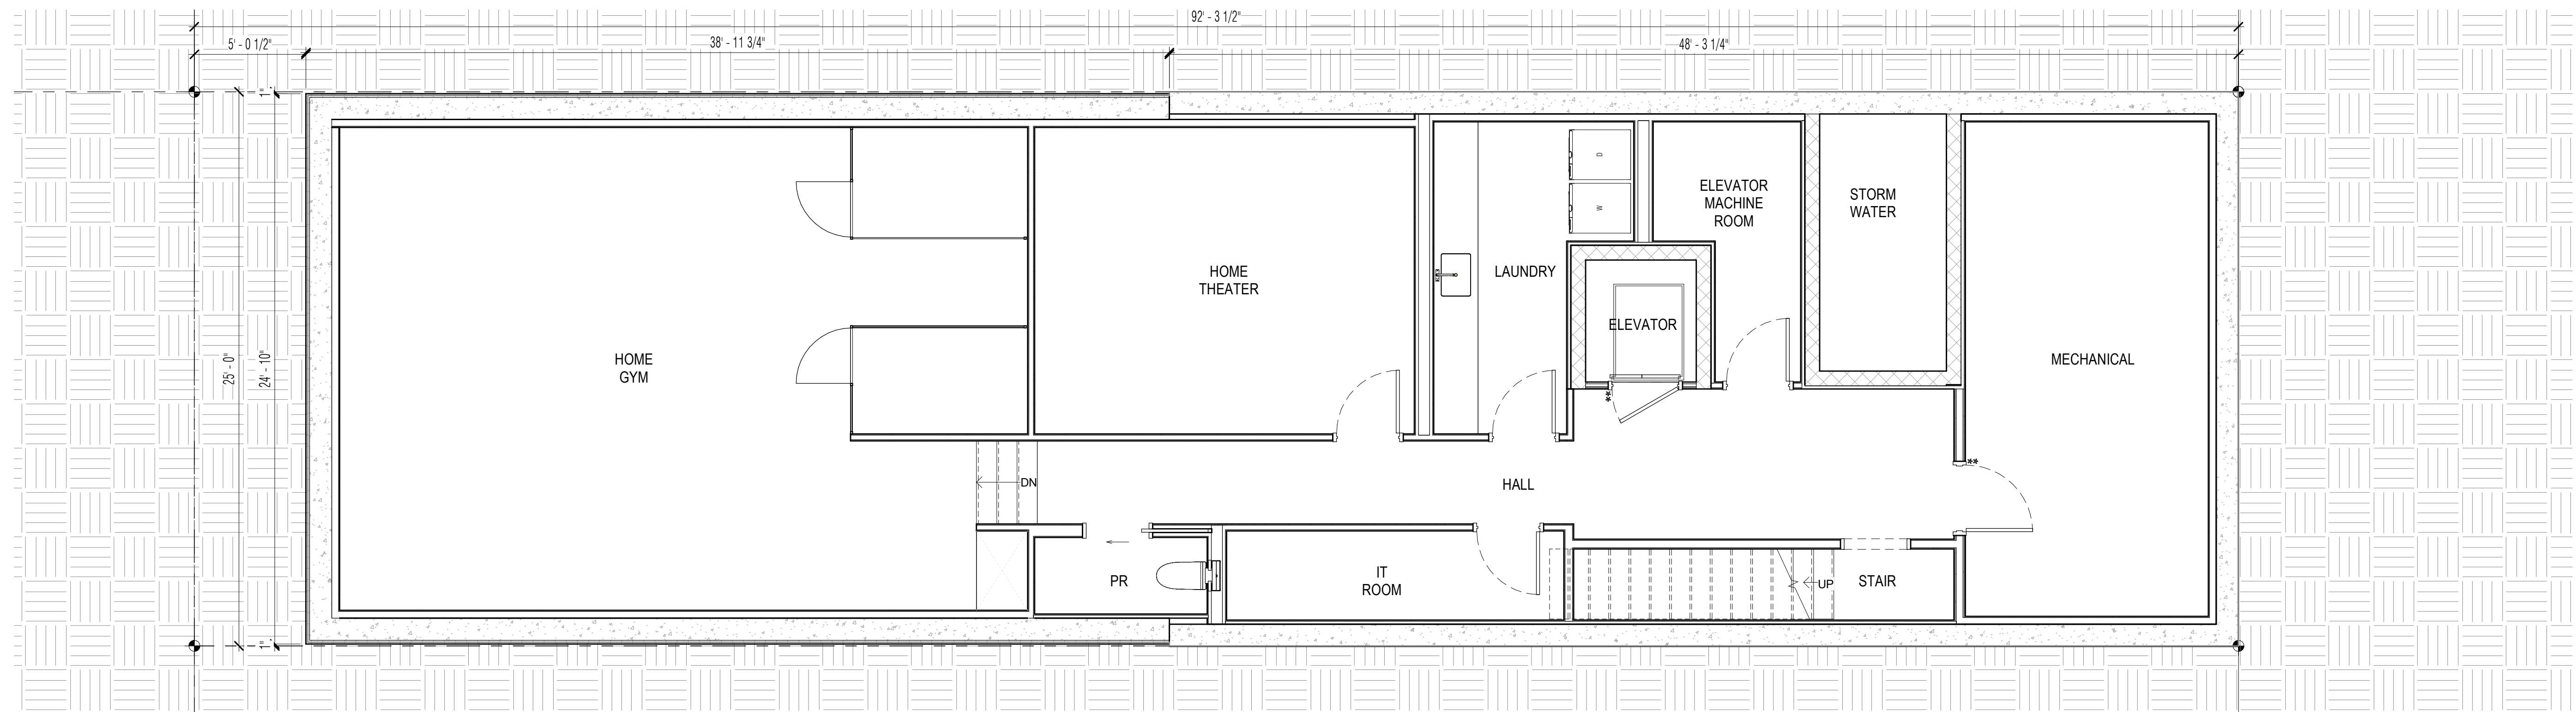 92' - 3 1/2"
5' - 0 1/2"
38' - 11 3/4"
48' - 3 1/4"
1"
25' - 0"
24' - 10"
1"
HOME
GYM
HOME
THEATER
LAUNDRY
D
W
ELEVATOR
MACHINE
ROOM
ELEVATOR
**
STORM
WATER
MECHANICAL
**
DN
HALL
PR
IT
ROOM
UP
STAIR